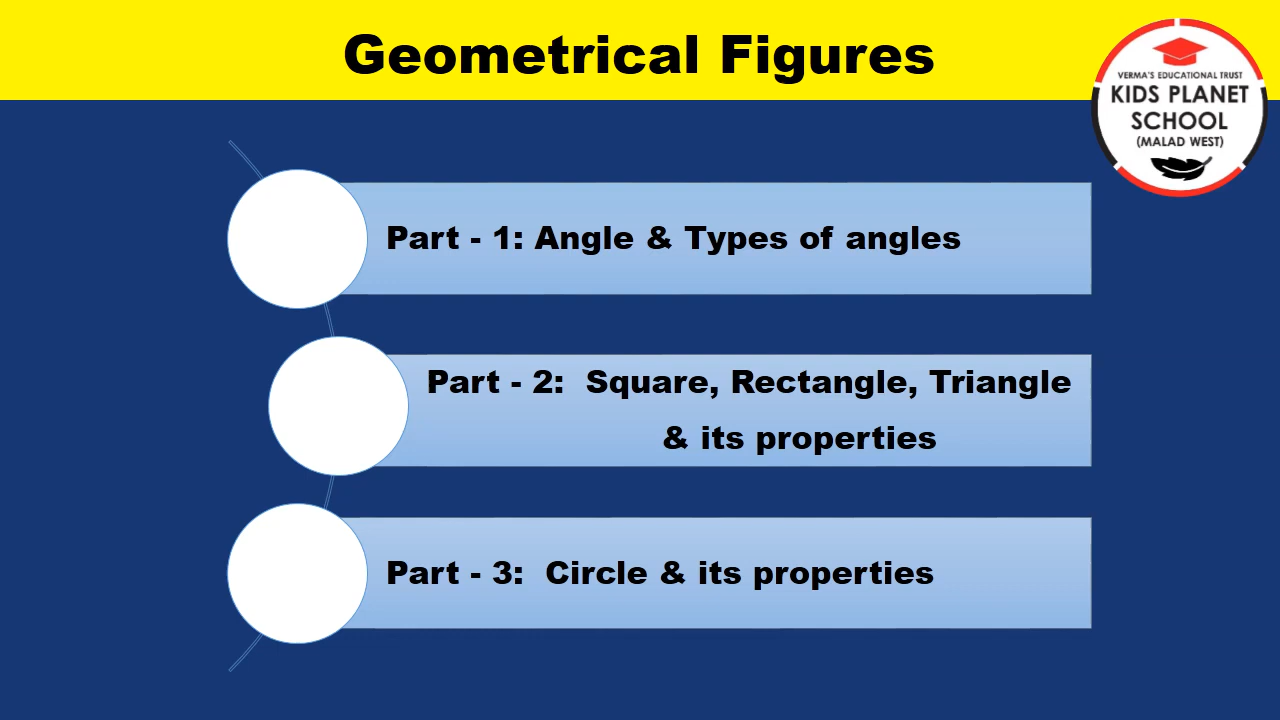 Geometrical Figures
VERMA'S EDUCATIONAL TRUST
KIDS PLANET
SCHOOL
(MALAD WEST)
Part - 1: Angle & Types of angles
Part - 2: Square, Rectangle, Triangle
& its properties
Part - 3: Circle & its properties